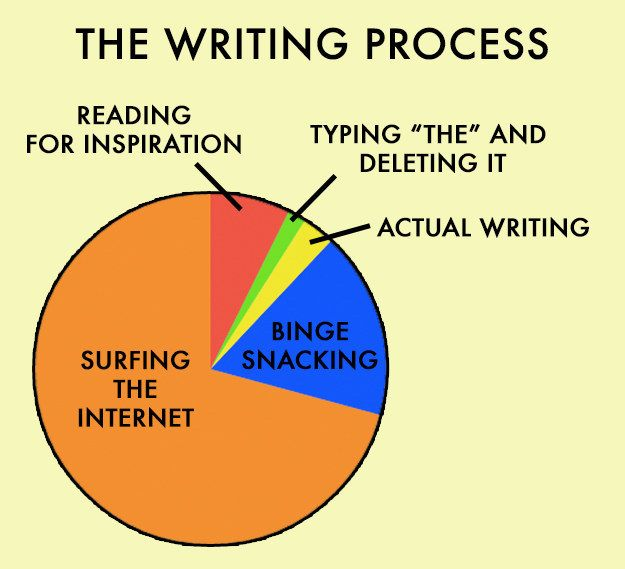 THE WRITING PROCESS
READING
FOR INSPIRATION
TYPING “THE” AND
DELETING IT
ACTUAL WRITING
BINGE
SNACKING
SURFING
THE
INTERNET